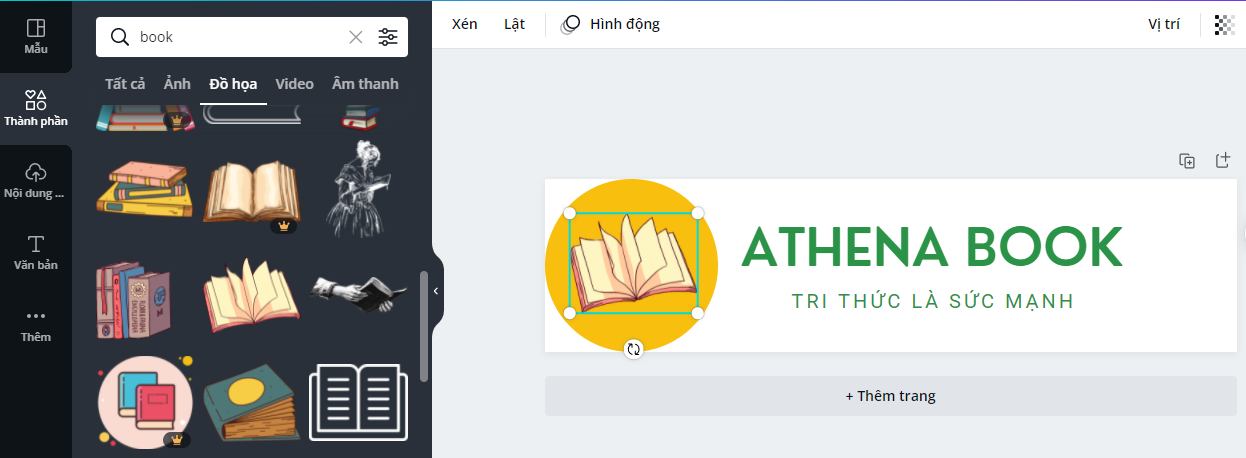 Mẫu
Thành phần
Nội dung ...
Văn bản
Thêm
book
Tất cả Ảnh Đồ họa Video Âm thanh
Xén Lật Hình động Vị trí
ATHENA BOOK
TRI THỨC LÀ SỨC MẠNH
+ Thêm trang